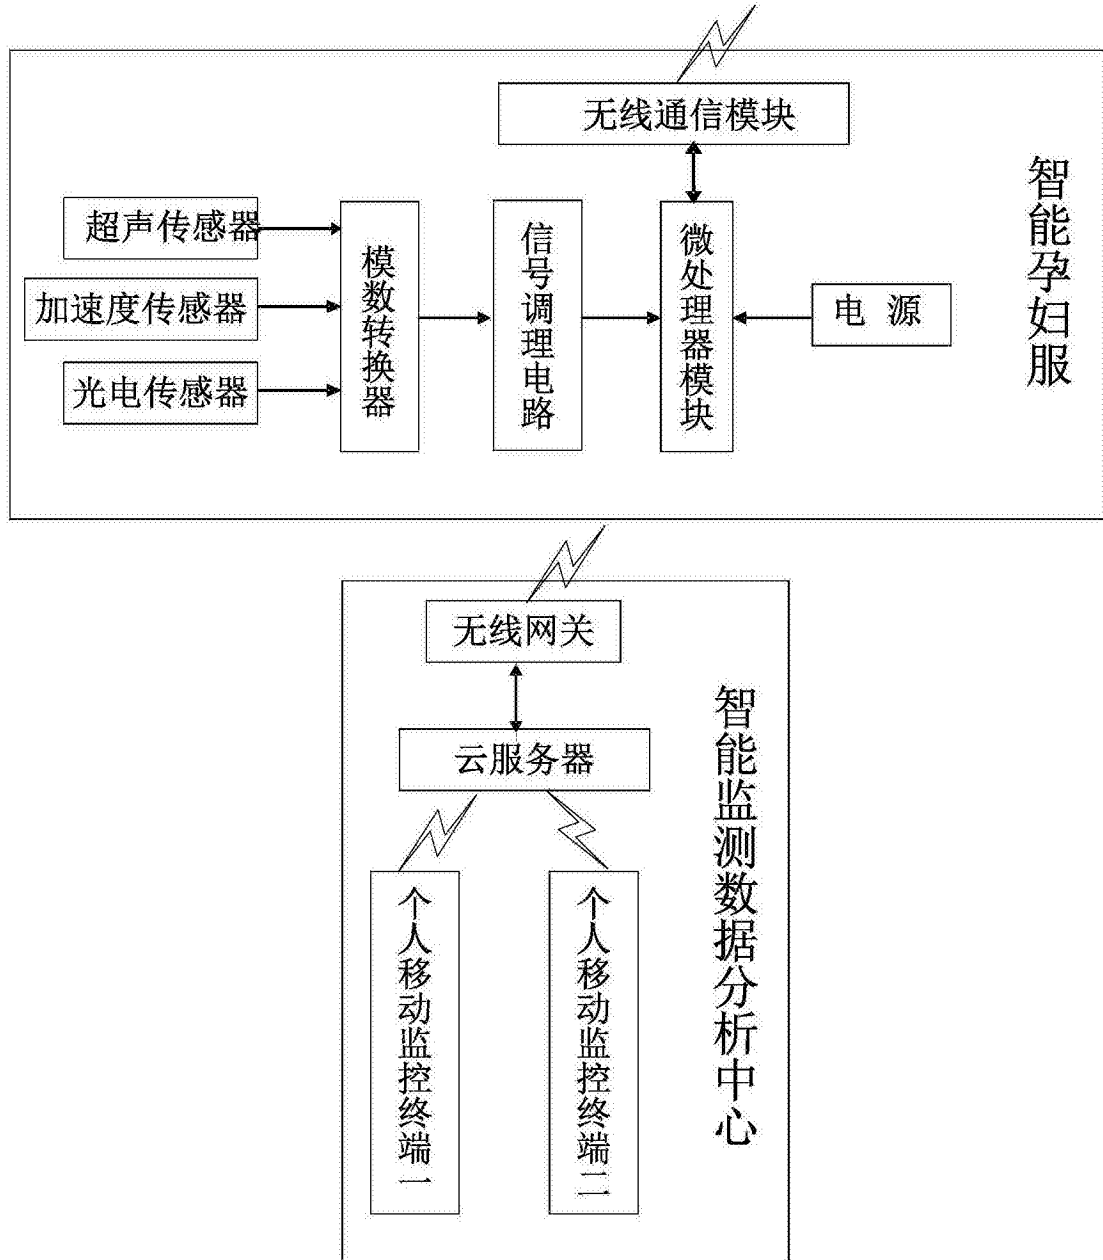 无线通信模块
智能孕妇服
超声传感器
加速度传感器
光电传感器
模数转换器
信号调理电路
微处理器模块
电 源
无线网关
云服务器
个人移动监控终端一
个人移动监控终端二
智能监测数据分析中心